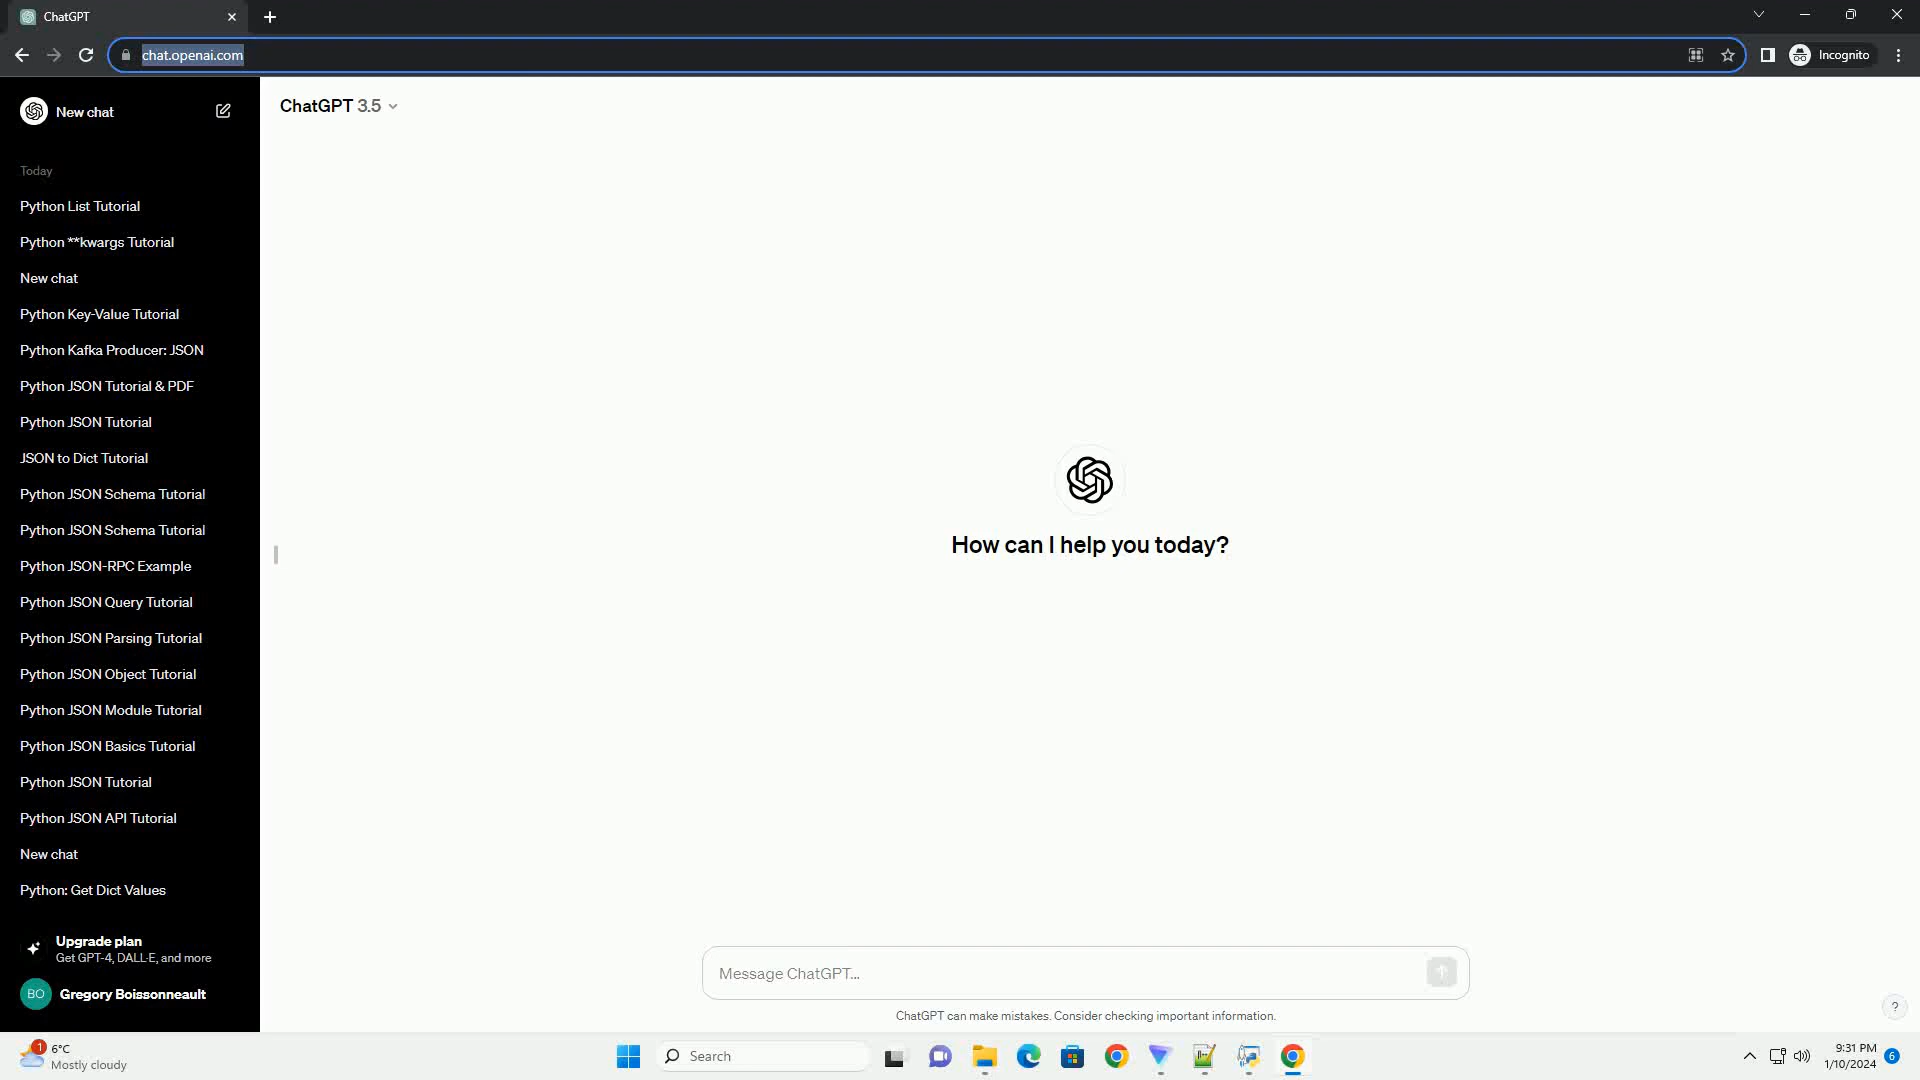 ChatGPT
chat.openai.com
Incognito
New chat
ChatGPT 3.5
Today
Python List Tutorial
Python **kwargs Tutorial
New chat
Python Key-Value Tutorial
Python Kafka Producer: JSON
Python JSON Tutorial & PDF
Python JSON Tutorial
JSON to Dict Tutorial
Python JSON Schema Tutorial
Python JSON Schema Tutorial
Python JSON-RPC Example
Python JSON Query Tutorial
Python JSON Parsing Tutorial
Python JSON Object Tutorial
Python JSON Module Tutorial
Python JSON Basics Tutorial
Python JSON Tutorial
Python JSON API Tutorial
New chat
Python: Get Dict Values
Upgrade plan
Get GPT-4, DALL·E, and more
BO Gregory Boissonneault
How can I help you today?
Message ChatGPT...
ChatGPT can make mistakes. Consider checking important information.
?
1
6°C
Mostly cloudy
Search
9:31 PM
1/10/2024
6